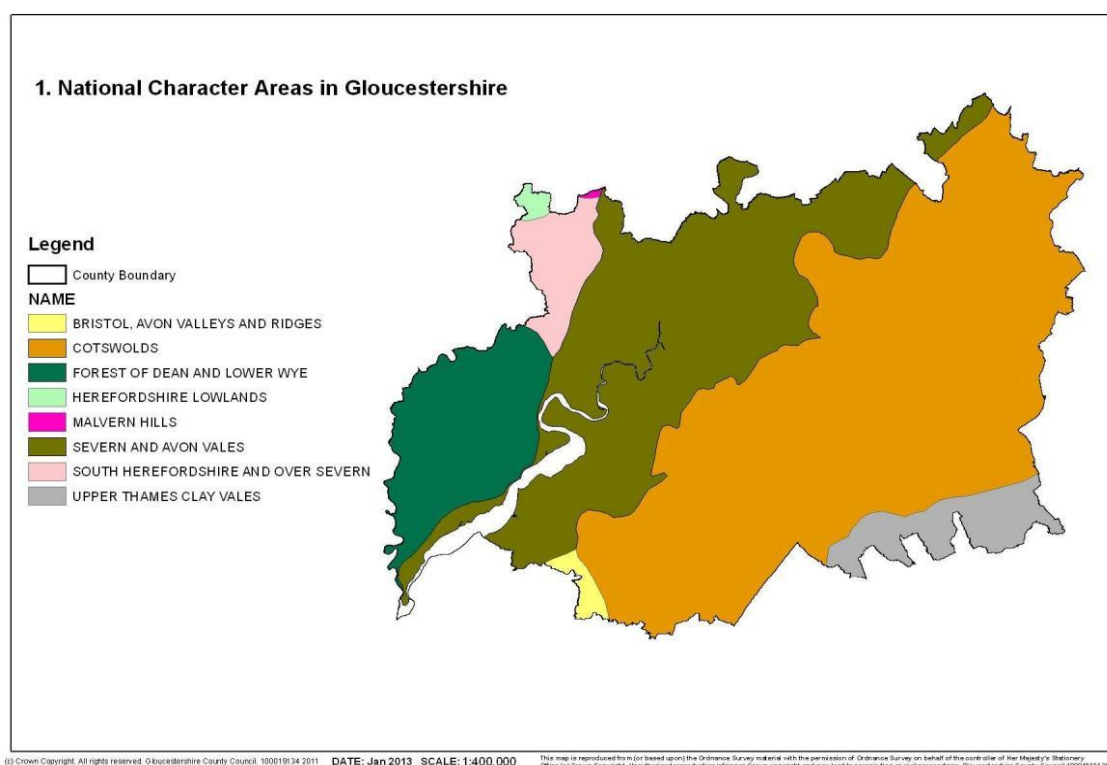 1. National Character Areas in Gloucestershire
Legend
County Boundary
NAME
BRISTOL, AVON VALLEYS AND RIDGES
COTSWOLDS
FOREST OF DEAN AND LOWER WYE
HEREFORDSHIRE LOWLANDS
MALVERN HILLS
SEVERN AND AVON VALES
SOUTH HEREFORDSHIRE AND OVER SEVERN
UPPER THAMES CLAY VALES
(c) Crown Copyright. All rights reserved. Gloucestershire County Council. 100019134 2011 DATE: Jan 2013 SCALE: 1:400,000
This map is reproduced from (or based upon) the Ordnance Survey material with the permission of Ordnance Survey on behalf of the controller of Her Majesty's Stationery